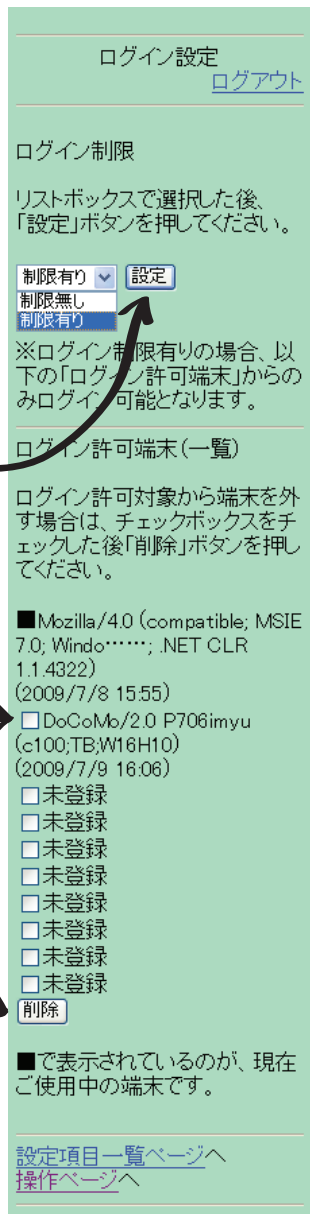 ログイン設定
ログアウト
ログイン制限
リストボックスで選択した後、
「設定」ボタンを押してください。
制限有り 設定
制限無し
制限有り
※ログイン制限有りの場合、以
下の「ログイン許可端末」からの
みログイン可能となります。
ログイン許可端末(一覧)
ログイン許可対象から端末を外
す場合は、チェックボックスをチ
ェックした後「削除」ボタンを押し
てください。
■Mozilla/4.0 (compatible; MSIE
7.0; Windo……; .NET CLR
1.1.4322)
(2009/7/8 15:55)
□DoCoMo/2.0 P706imyu
(c100;TB;W16H10)
(2009/7/9 16:06)
□未登録
□未登録
□未登録
□未登録
□未登録
□未登録
□未登録
□未登録
削除
■で表示されているのが、現在
ご使用中の端末です。
設定項目一覧ページへ
操作ページへ